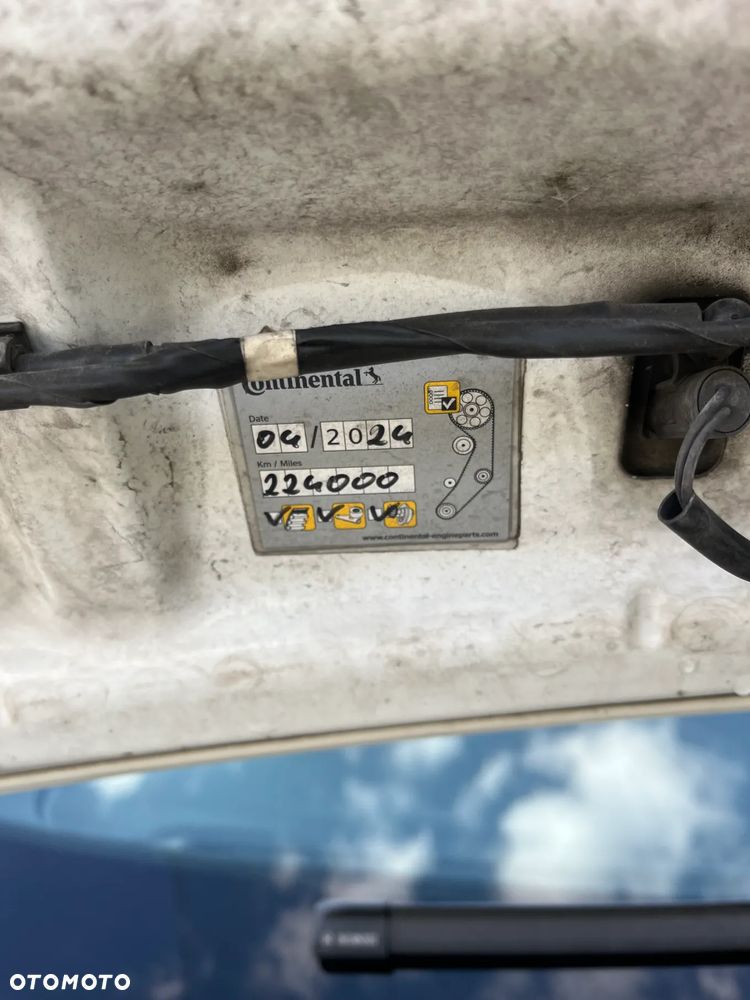 Continental
Date
04/2024
Km / Miles
224000
www.continental-engineparts.com
OTOMOTO